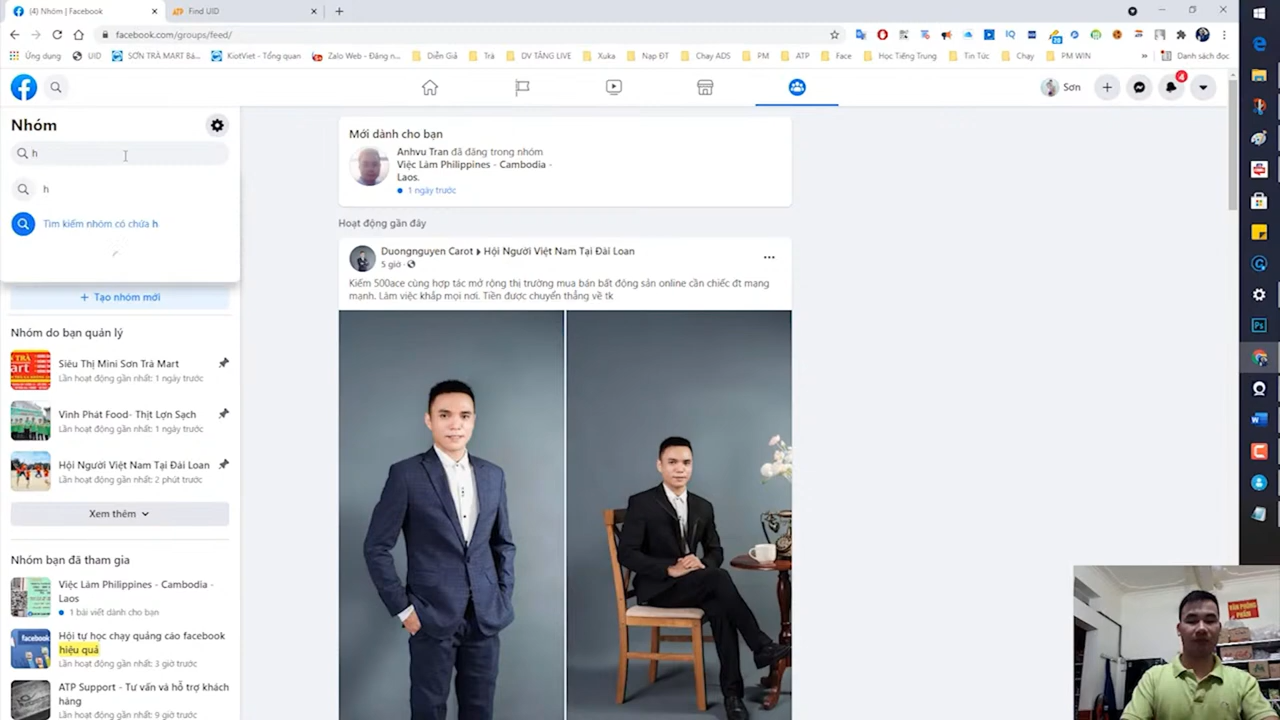 (4) Nhóm | Facebook
Find UID
facebook.com/groups/feed/
Ứng dụng
UID
SƠN TRÀ MART Bá...
KiotViet - Tổng quan
Zalo Web - Đăng n...
Diễn Giả
Trà
DV TĂNG LIVE
Xuka
Nạp ĐT
Chạy ADS
PM
ATP
Face
Học Tiếng Trung
Tin Tức
Chạy
PM WIN
Danh sách đọc
Sơn
4
Nhóm
h
h
Tìm kiếm nhóm có chứa h
+ Tạo nhóm mới
Nhóm do bạn quản lý
Siêu Thị Mini Sơn Trà Mart
Lần hoạt động gần nhất: 1 ngày trước
Vinh Phát Food- Thịt Lợn Sạch
Lần hoạt động gần nhất: 1 ngày trước
Hội Người Việt Nam Tại Đài Loan
Lần hoạt động gần nhất: 2 phút trước
Xem thêm
Nhóm bạn đã tham gia
Việc Làm Philippines - Cambodia -
Laos
1 bài viết dành cho bạn
Hội tự học chạy quảng cáo facebook
hiệu quả
Lần hoạt động gần nhất: 3 giờ trước
ATP Support - Tư vấn và hỗ trợ khách
hàng
Lần hoạt động gần nhất: 9 giờ trước
Mới dành cho bạn
Anhvu Tran đã đăng trong nhóm
Việc Làm Philippines - Cambodia -
Laos.
1 ngày trước
Hoạt động gần đây
Duongnguyen Carot Hội Người Việt Nam Tại Đài Loan
5 giờ
Kiếm 500ace cùng hợp tác mở rộng thị trường mua bán bất động sản online cần chiếc đt mạng
mạnh. Làm việc khắp mọi nơi. Tiền được chuyển thẳng về tk
VĂN PHÒNG
PHẨM